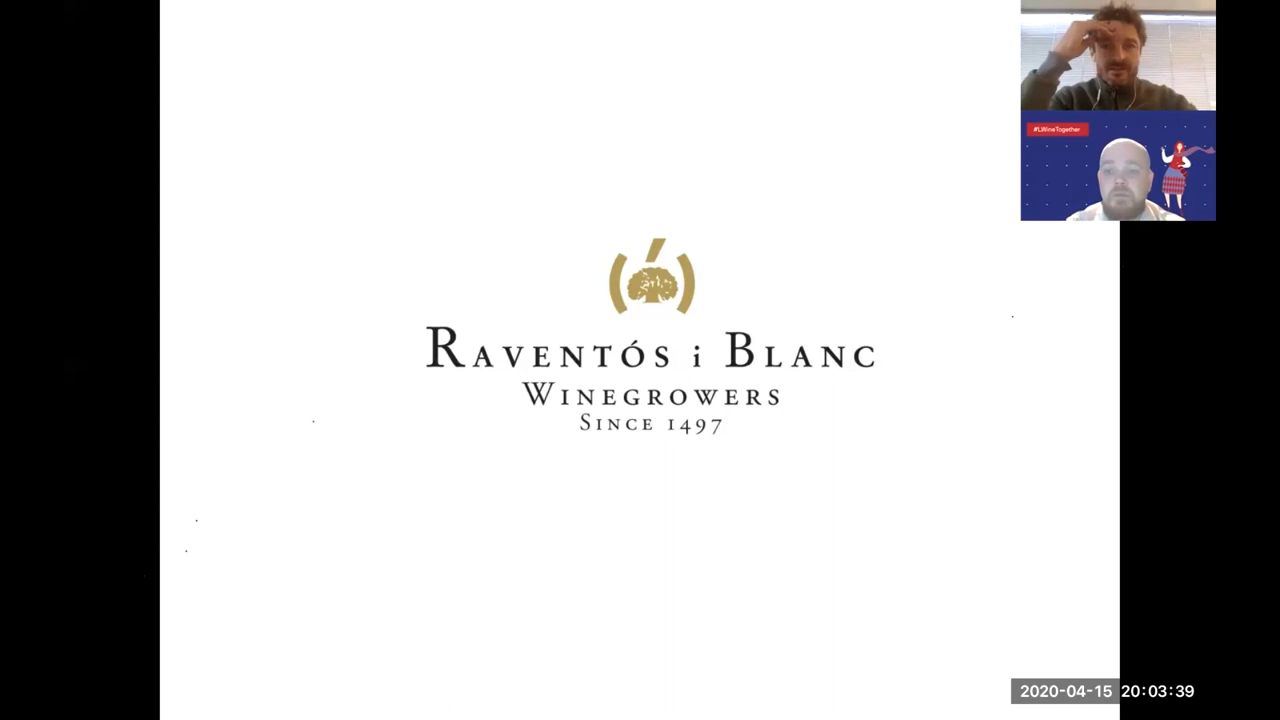 #LWineTogether
RAVENTÓS i BLANC
WINEGROWERS
SINCE 1497
2020-04-15 20:03:39